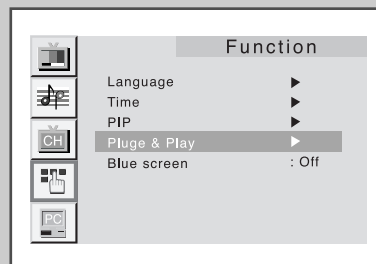 Function
Language ▶
Time ▶
PIP ▶
Pluge & Play ▶
Blue screen : Off
CH
PC